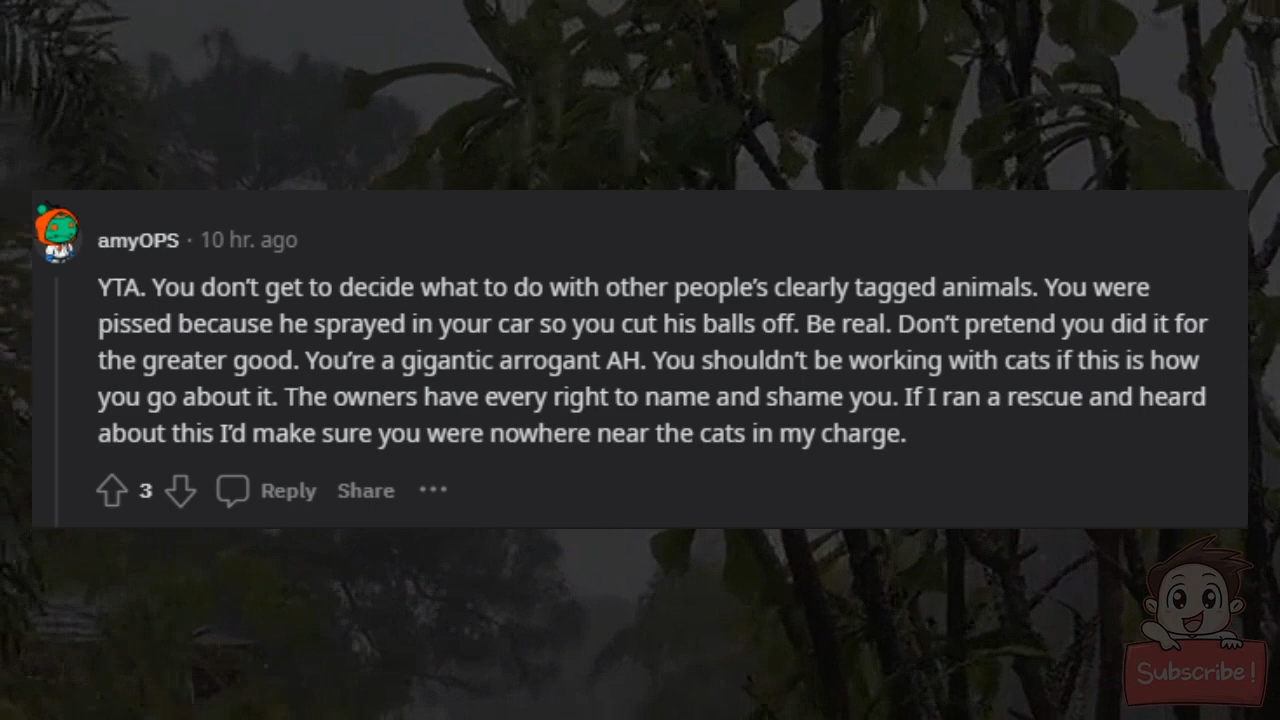 amyOPS · 10 hr. ago
YTA. You don’t get to decide what to do with other people’s clearly tagged animals. You were
pissed because he sprayed in your car so you cut his balls off. Be real. Don’t pretend you did it for
the greater good. You’re a gigantic arrogant AH. You shouldn’t be working with cats if this is how
you go about it. The owners have every right to name and shame you. If I ran a rescue and heard
about this I’d make sure you were nowhere near the cats in my charge.
3 Reply Share ···
Subscribe!